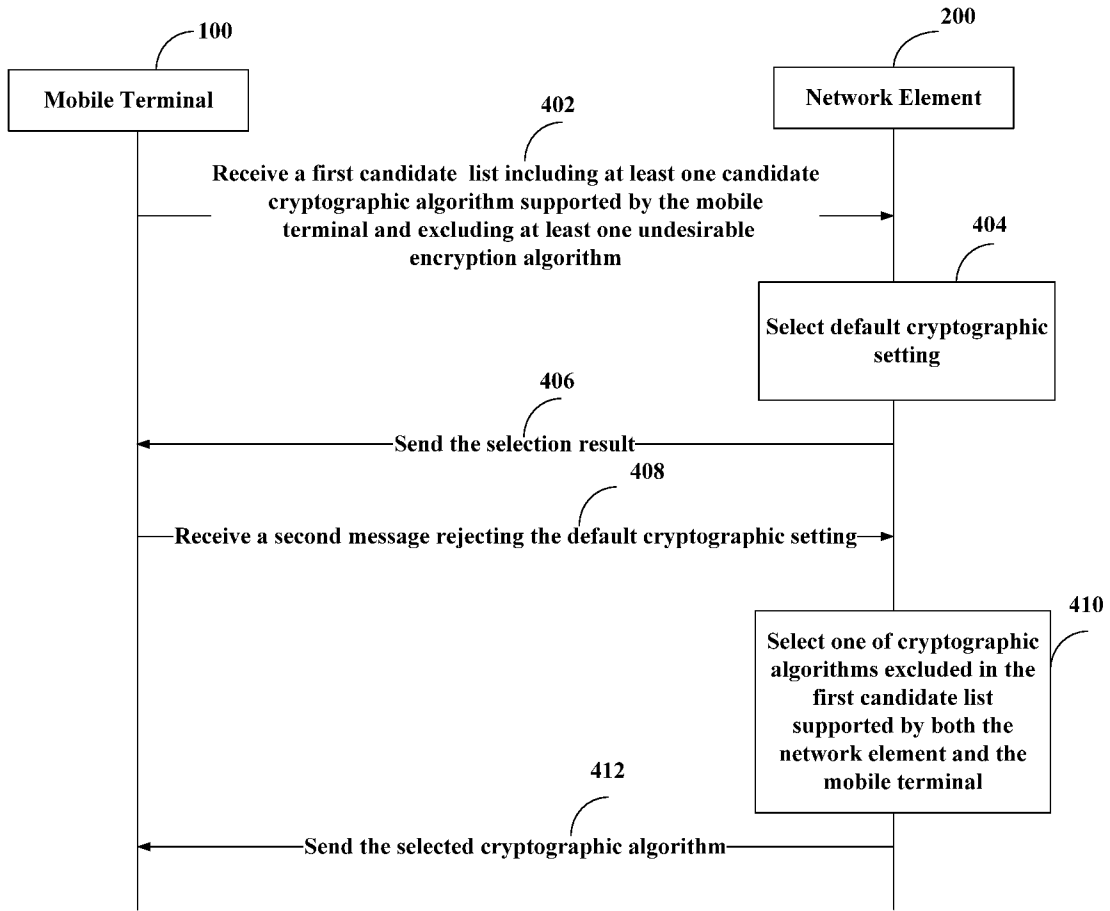 100
200
Mobile Terminal
Network Element
402
Receive a first candidate list including at least one candidate
cryptographic algorithm supported by the mobile
terminal and excluding at least one undesirable
encryption algorithm
404
Select default cryptographic
setting
406
Send the selection result
408
Receive a second message rejecting the default cryptographic setting
410
Select one of cryptographic
algorithms excluded in the
first candidate list
supported by both the
network element and the
mobile terminal
412
Send the selected cryptographic algorithm